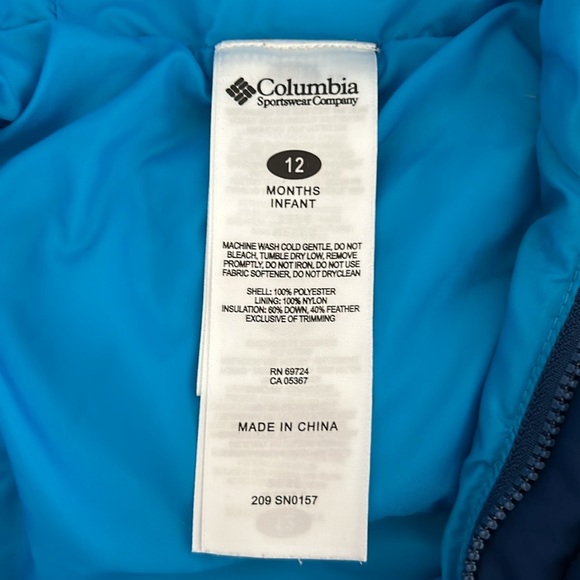 Columbia
Sportswear Company
12
MONTHS
INFANT
MACHINE WASH COLD GENTLE, DO NOT
BLEACH, TUMBLE DRY LOW, REMOVE
PROMPTLY, DO NOT IRON, DO NOT USE
FABRIC SOFTENER, DO NOT DRYCLEAN
SHELL: 100% POLYESTER
LINING: 100% NYLON
INSULATION: 60% DOWN, 40% FEATHER
EXCLUSIVE OF TRIMMING
RN 69724
CA 05367
MADE IN CHINA
209 SN0157